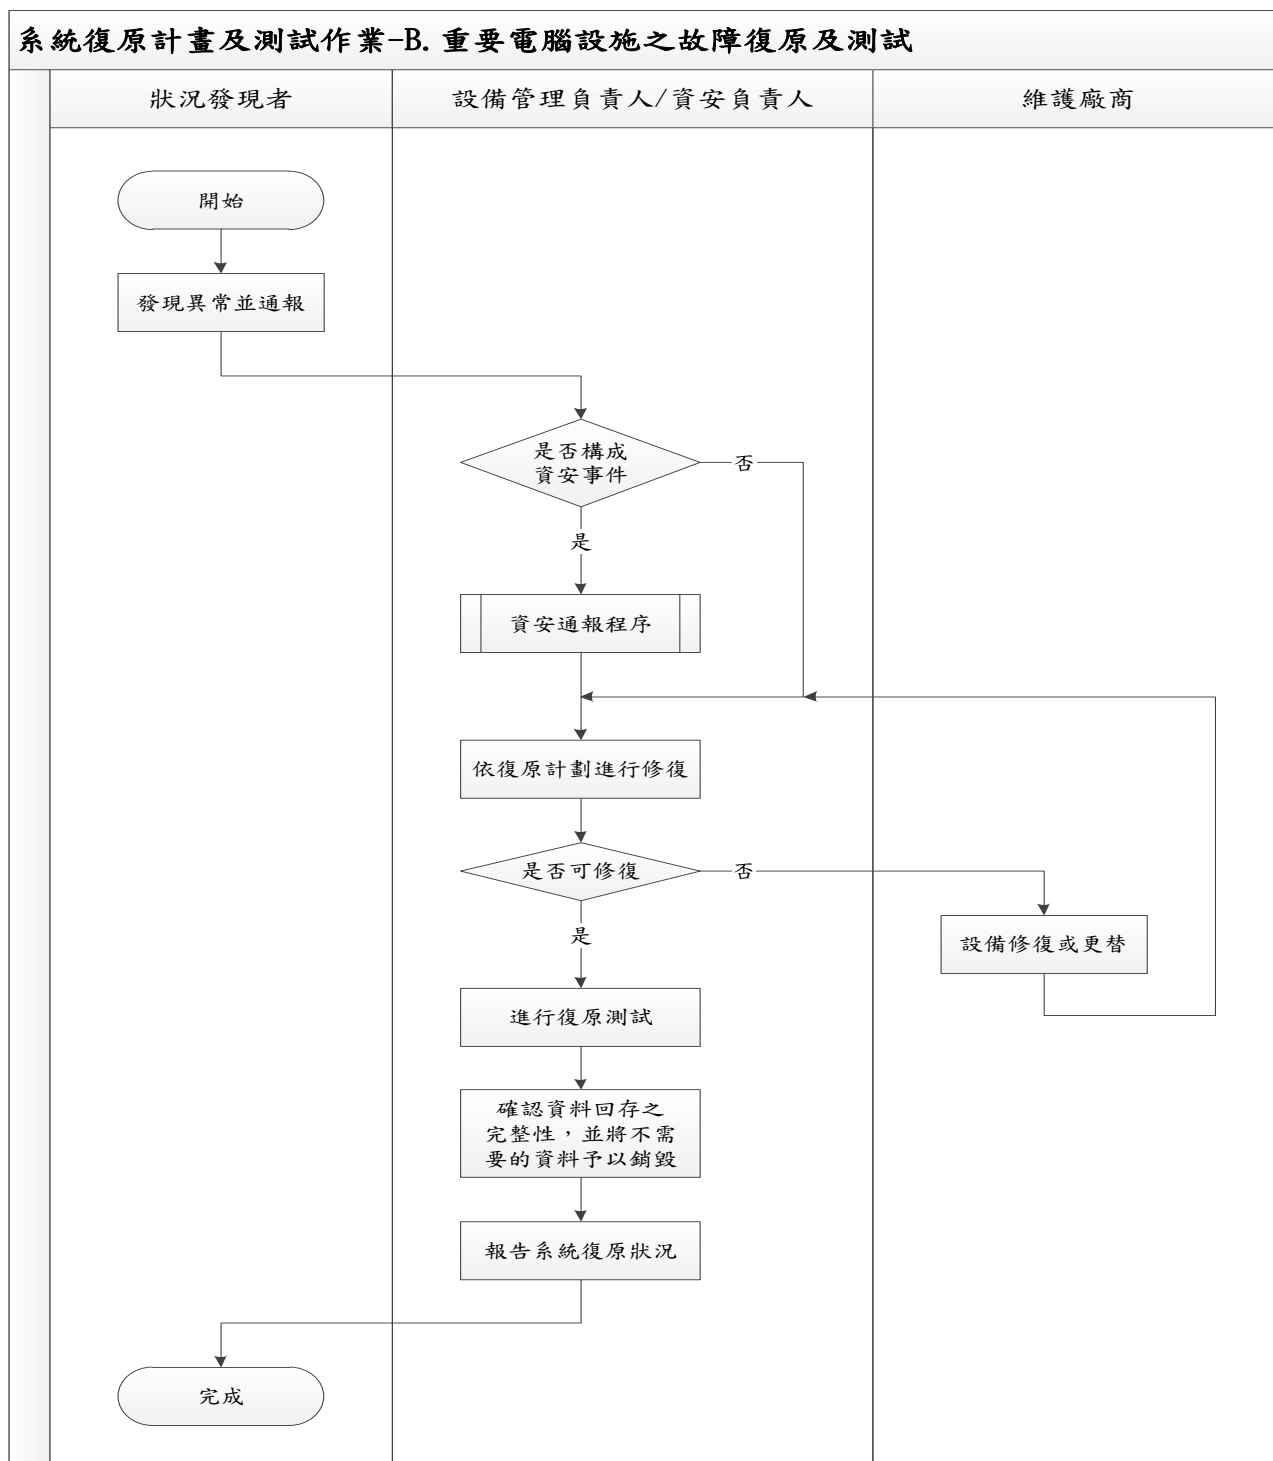 系統復原計畫及測試作業-B.重要電腦設施之故障復原及測試
狀況發現者
設備管理負責人/資安負責人
維護廠商
開始
發現異常並通報
是否構成
資安事件
否
是
資安通報程序
依復原計劃進行修復
是否可修復
否
是
設備修復或更替
進行復原測試
確認資料回存之
完整性，並將不需
要的資料予以銷毀
報告系統復原狀況
完成